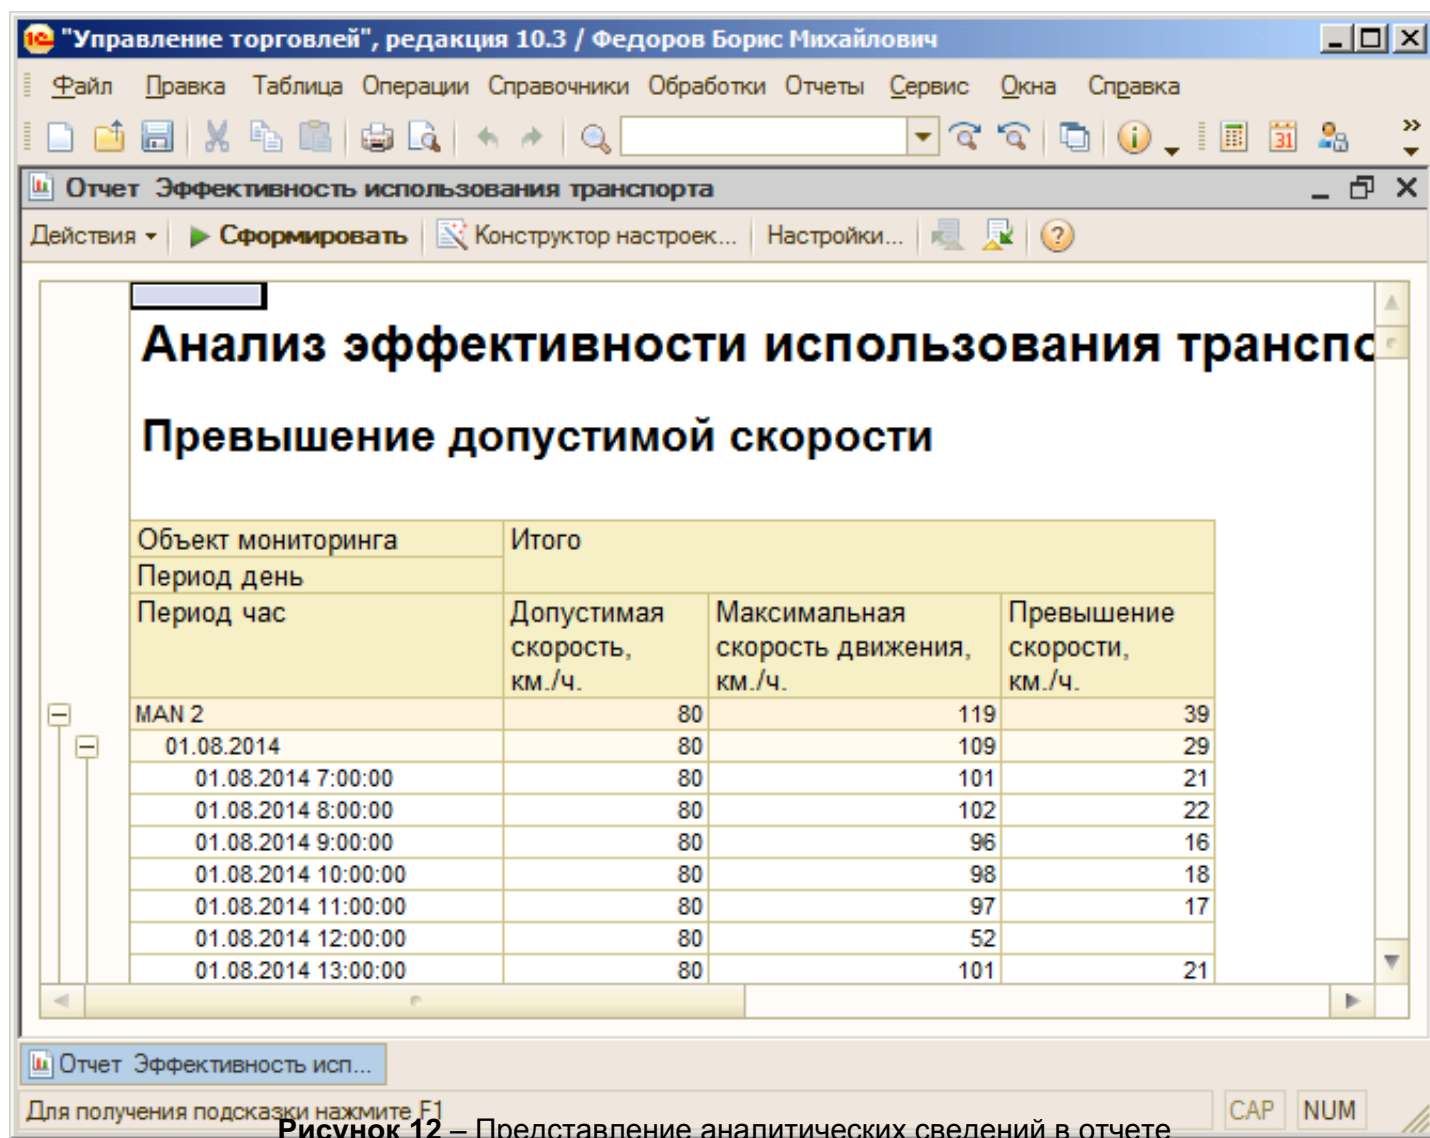 "Управление торговлей", редакция 10.3 / Федоров Борис Михайлович
Файл Правка Таблица Операции Справочники Обработки Отчеты Сервис Окна Справка
31
Отчет Эффективность использования транспорта
Действия Сформировать Конструктор настроек... Настройки...
Анализ эффективности использования транспо
Превышение допустимой скорости
Объект мониторинга Итого
Период день
Период час Допустимая скорость, км./ч. Максимальная скорость движения, км./ч. Превышение скорости, км./ч.
MAN 2 80 119 39
01.08.2014 80 109 29
01.08.2014 7:00:00 80 101 21
01.08.2014 8:00:00 80 102 22
01.08.2014 9:00:00 80 96 16
01.08.2014 10:00:00 80 98 18
01.08.2014 11:00:00 80 97 17
01.08.2014 12:00:00 80 52
01.08.2014 13:00:00 80 101 21
Отчет Эффективность исп...
Для получения подсказки нажмите F1 CAP NUM
Рисунок 12 – Представление аналитических сведений в отчете